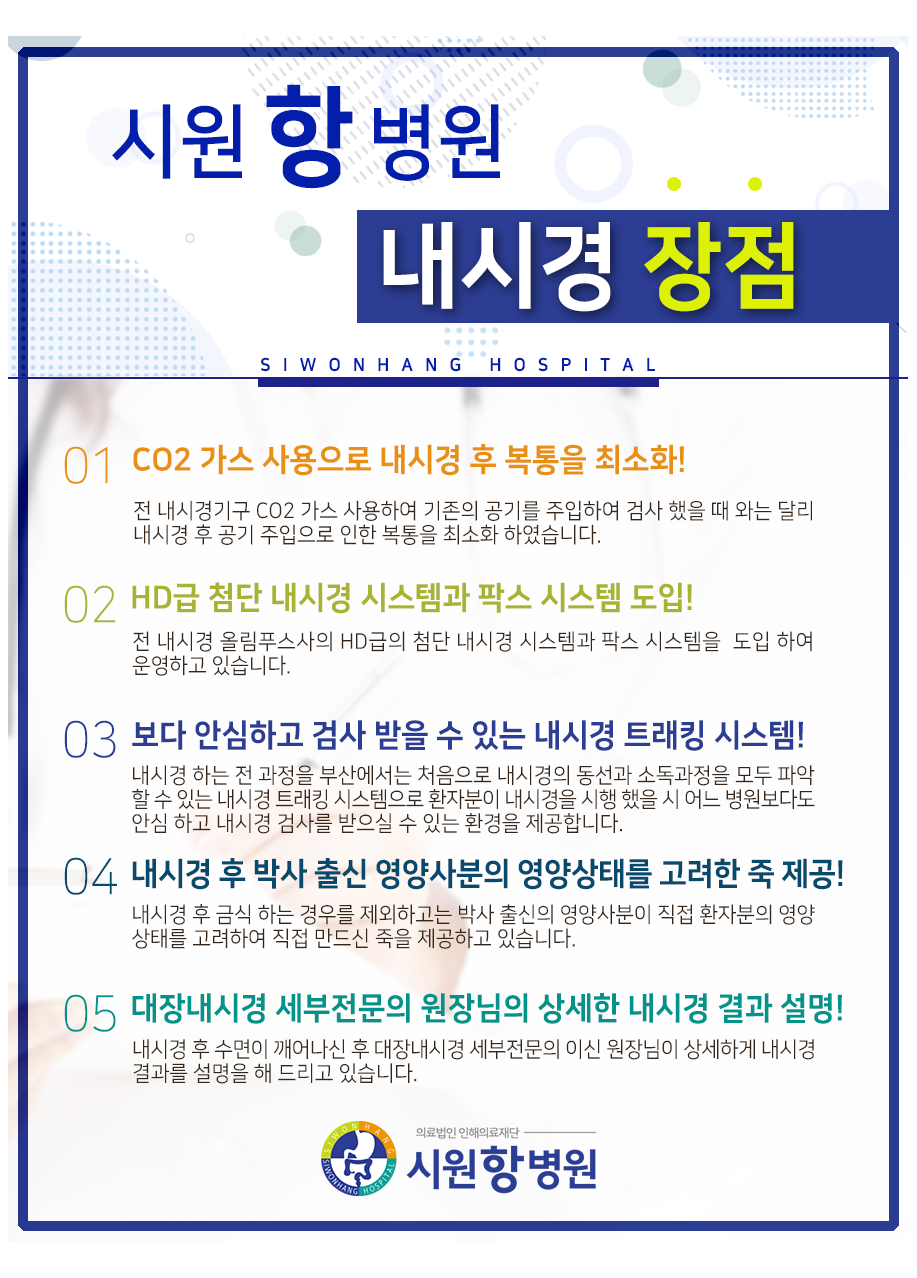 시원항병원
내시경 장점
SIWONHANG HOSPITAL
01 CO2 가스 사용으로 내시경 후 복통을 최소화!
전 내시경기구 CO2 가스 사용하여 기존의 공기를 주입하여 검사 했을 때 와는 달리
내시경 후 공기 주입으로 인한 복통을 최소화 하였습니다.
02 HD급 첨단 내시경 시스템과 팍스 시스템 도입!
전 내시경 올림푸스사의 HD급의 첨단 내시경 시스템과 팍스 시스템을 도입 하여
운영하고 있습니다.
03 보다 안심하고 검사 받을 수 있는 내시경 트래킹 시스템!
내시경 하는 전 과정을 부산에서는 처음으로 내시경의 동선과 소독과정을 모두 파악
할 수 있는 내시경 트래킹 시스템으로 환자분이 내시경을 시행 했을 시 어느 병원보다도
안심 하고 내시경 검사를 받으실 수 있는 환경을 제공합니다.
04 내시경 후 박사 출신 영양사분의 영양상태를 고려한 죽 제공!
내시경 후 금식 하는 경우를 제외하고는 박사 출신의 영양사분이 직접 환자분의 영양
상태를 고려하여 직접 만드신 죽을 제공하고 있습니다.
05 대장내시경 세부전문의 원장님의 상세한 내시경 결과 설명!
내시경 후 수면이 깨어나신 후 대장내시경 세부전문의 이신 원장님이 상세하게 내시경
결과를 설명을 해 드리고 있습니다.
SIWONHANG
SIWONHANG HOSPITAL
의료법인 인해의료재단
시원항병원